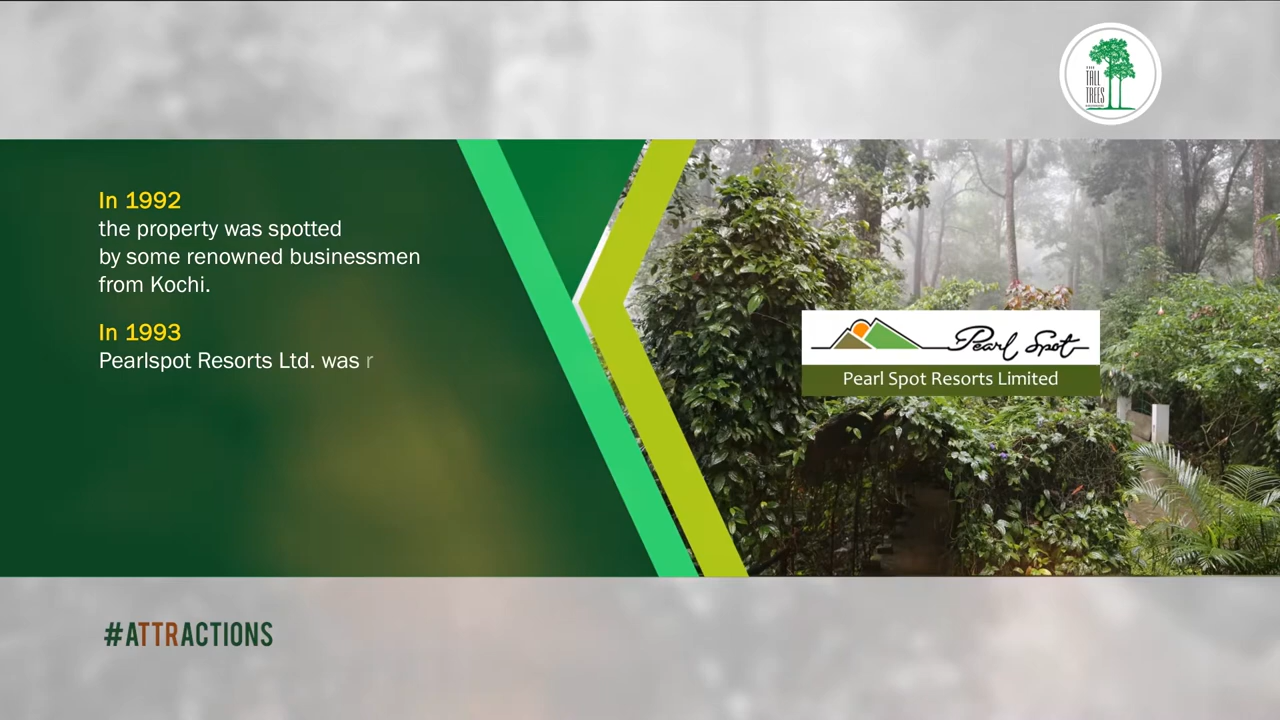 THE
TALL
TREES
In 1992
the property was spotted
by some renowned businessmen
from Kochi.
In 1993
Pearlspot Resorts Ltd. was r
Pearl Spot
Pearl Spot Resorts Limited
#ATTRACTIONS